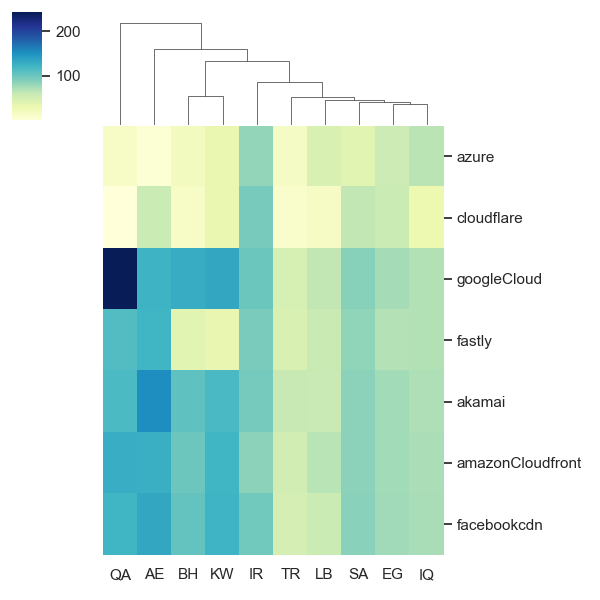 200
100
azure
cloudflare
googleCloud
fastly
akamai
amazonCloudfront
facebookcdn
QA AE BH KW IR TR LB SA EG IQ